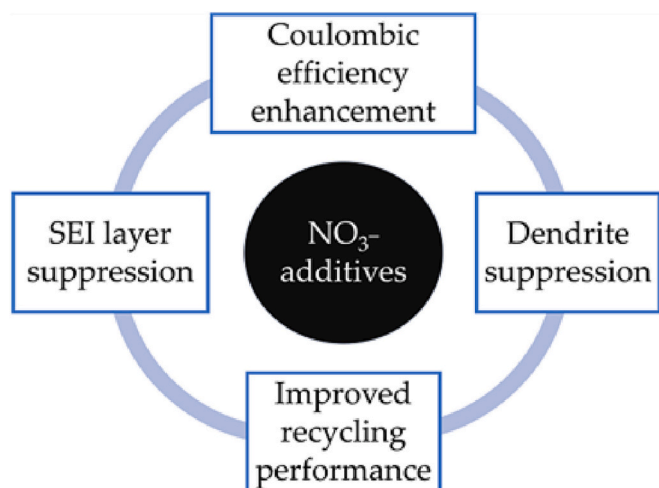 Coulombic
efficiency
enhancement
SEI layer
suppression
NO₃-
additives
Dendrite
suppression
Improved
recycling
performance